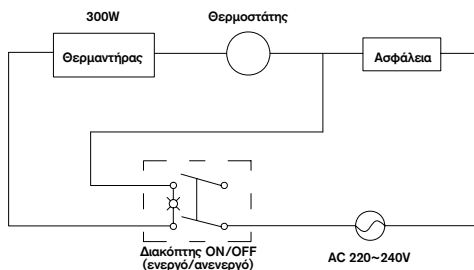 300W
Θερμοστάτης
Θερμαντήρας
Ασφάλεια
Διακόπτης ON/OFF
(ενεργό/ανενεργό)
AC 220~240V